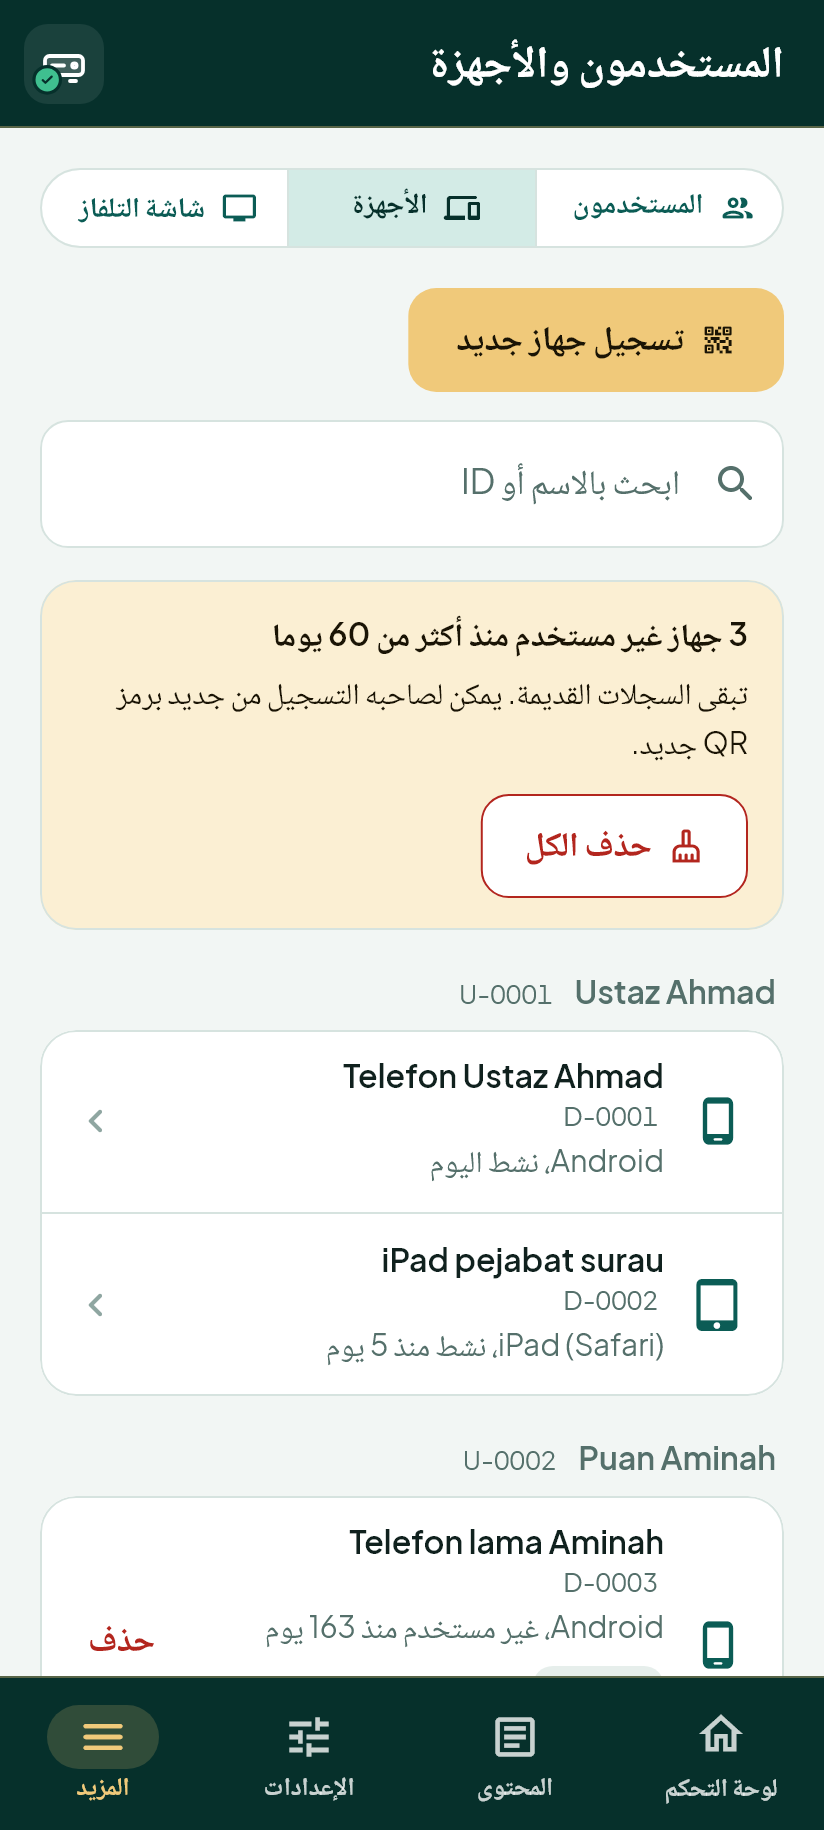 المستخدمون والأجهزة
المستخدمون
الأجهزة
شاشة التلفاز
تسجيل جهاز جديد
ابحث بالاسم أو ID
3 جهاز غير مستخدم منذ أكثر من 60 يوما
تبقى السجلات القديمة. يمكن لصاحبه التسجيل من جديد برمز
QR جديد.
حذف الكل
Ustaz Ahmad U-0001
Telefon Ustaz Ahmad
D-0001
Android، نشط اليوم
iPad pejabat surau
D-0002
iPad (Safari)، نشط منذ 5 يوم
Puan Aminah U-0002
Telefon lama Aminah
D-0003
Android، غير مستخدم منذ 163 يوم
حذف
لوحة التحكم
المحتوى
الإعدادات
المزيد